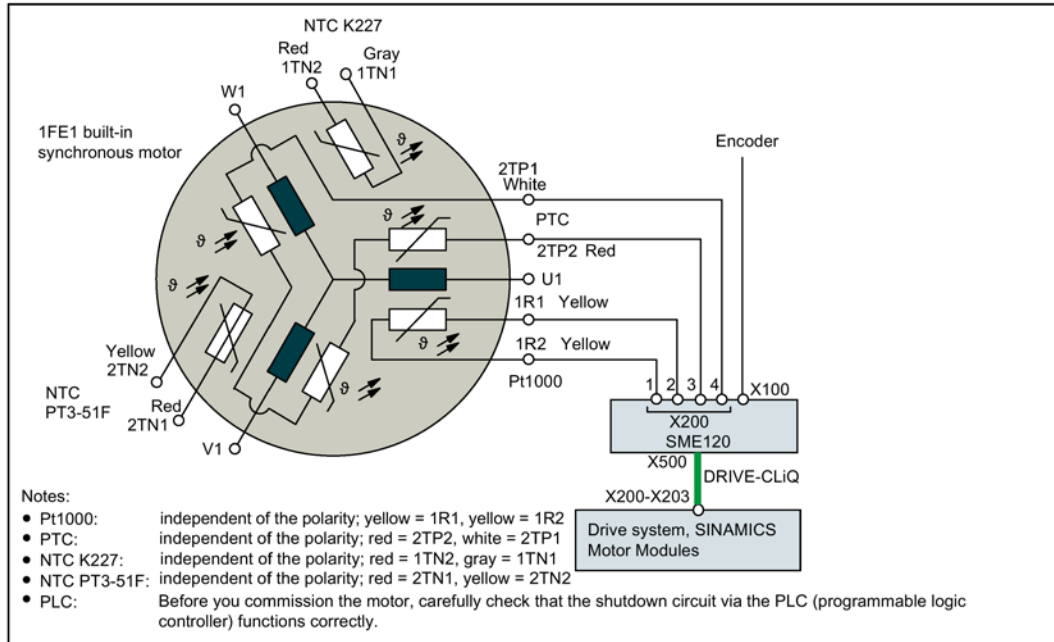 NTC K227
Red
1TN2
Gray
1TN1
W1
1FE1 built-in
synchronous motor
Encoder
2TP1
White
ϑ
ϑ
PTC
2TP2 Red
ϑ
U1
ϑ
1R1 Yellow
1R2 Yellow
ϑ
Pt1000
Yellow
2TN2
ϑ
NTC
PT3-51F
Red
2TN1
V1
1 2 3 4
X100
X200
SME120
X500
DRIVE-CLiQ
X200-X203
Drive system, SINAMICS
Motor Modules
Notes:
• Pt1000: independent of the polarity; yellow = 1R1, yellow = 1R2
• PTC: independent of the polarity; red = 2TP2, white = 2TP1
• NTC K227: independent of the polarity; red = 1TN2, gray = 1TN1
• NTC PT3-51F: independent of the polarity; red = 2TN1, yellow = 2TN2
• PLC: Before you commission the motor, carefully check that the shutdown circuit via the PLC (programmable logic
controller) functions correctly.